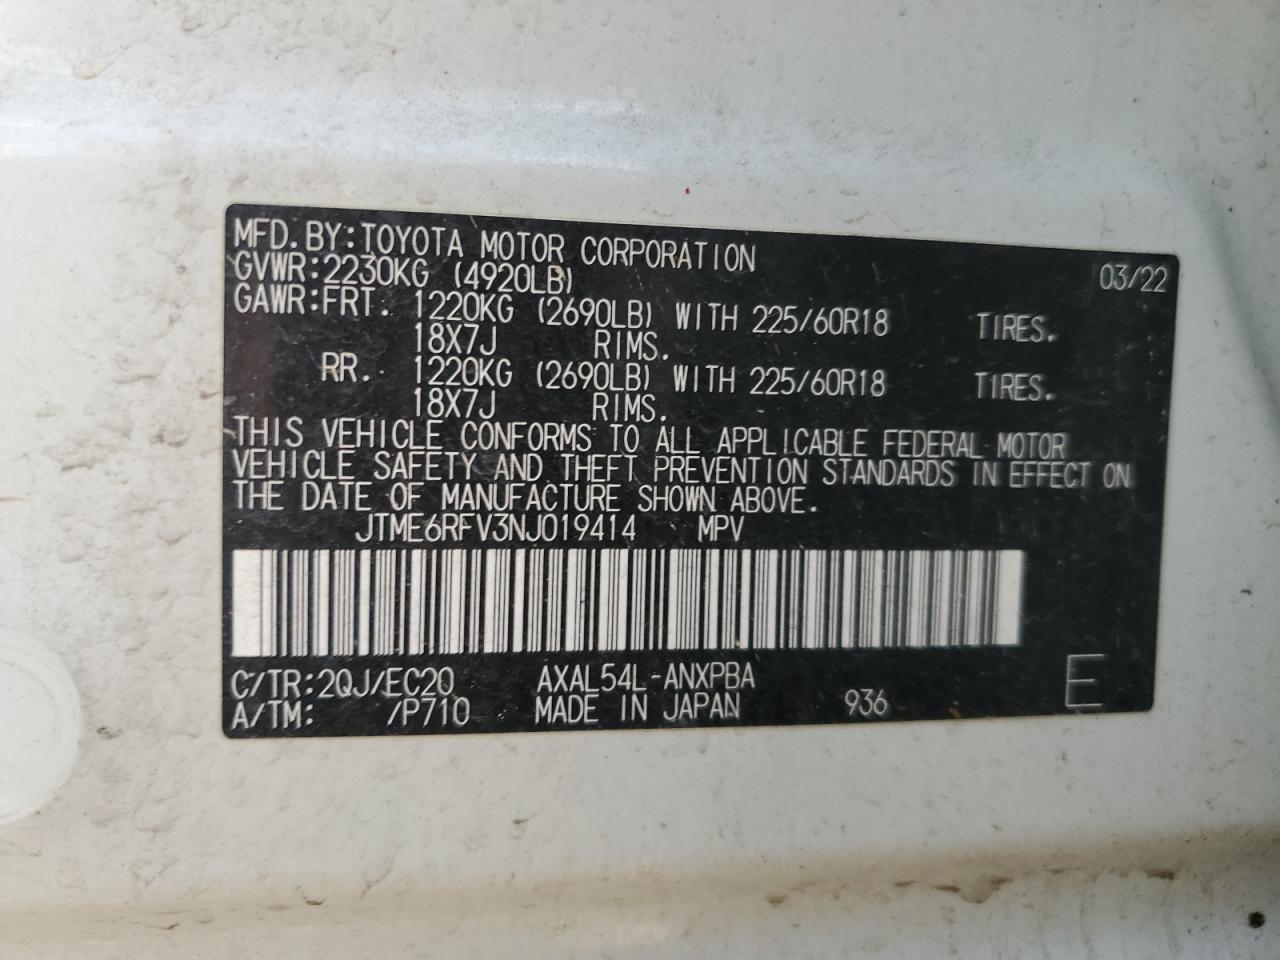 MFD.BY:TOYOTA MOTOR CORPORATION 03/22
GVWR:2230KG (4920LB)
GAWR:FRT. 1220KG (2690LB) WITH 225/60R18 TIRES.
18X7J RIMS.
RR. 1220KG (2690LB) WITH 225/60R18 TIRES.
18X7J RIMS.
THIS VEHICLE CONFORMS TO ALL APPLICABLE FEDERAL MOTOR
VEHICLE SAFETY AND THEFT PREVENTION STANDARDS IN EFFECT ON
THE DATE OF MANUFACTURE SHOWN ABOVE.
JTME6RFV3NJ019414 MPV
C/TR:2QJ/EC20 AXAL54L-ANXPBA E
A/TM: /P710 MADE IN JAPAN 936